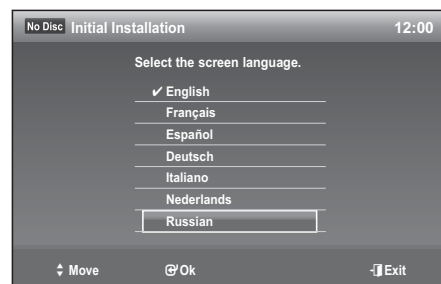 No Disc Initial Installation 12:00
Select the screen language.
✔ English
Français
Español
Deutsch
Italiano
Nederlands
Russian
Move Ok Exit